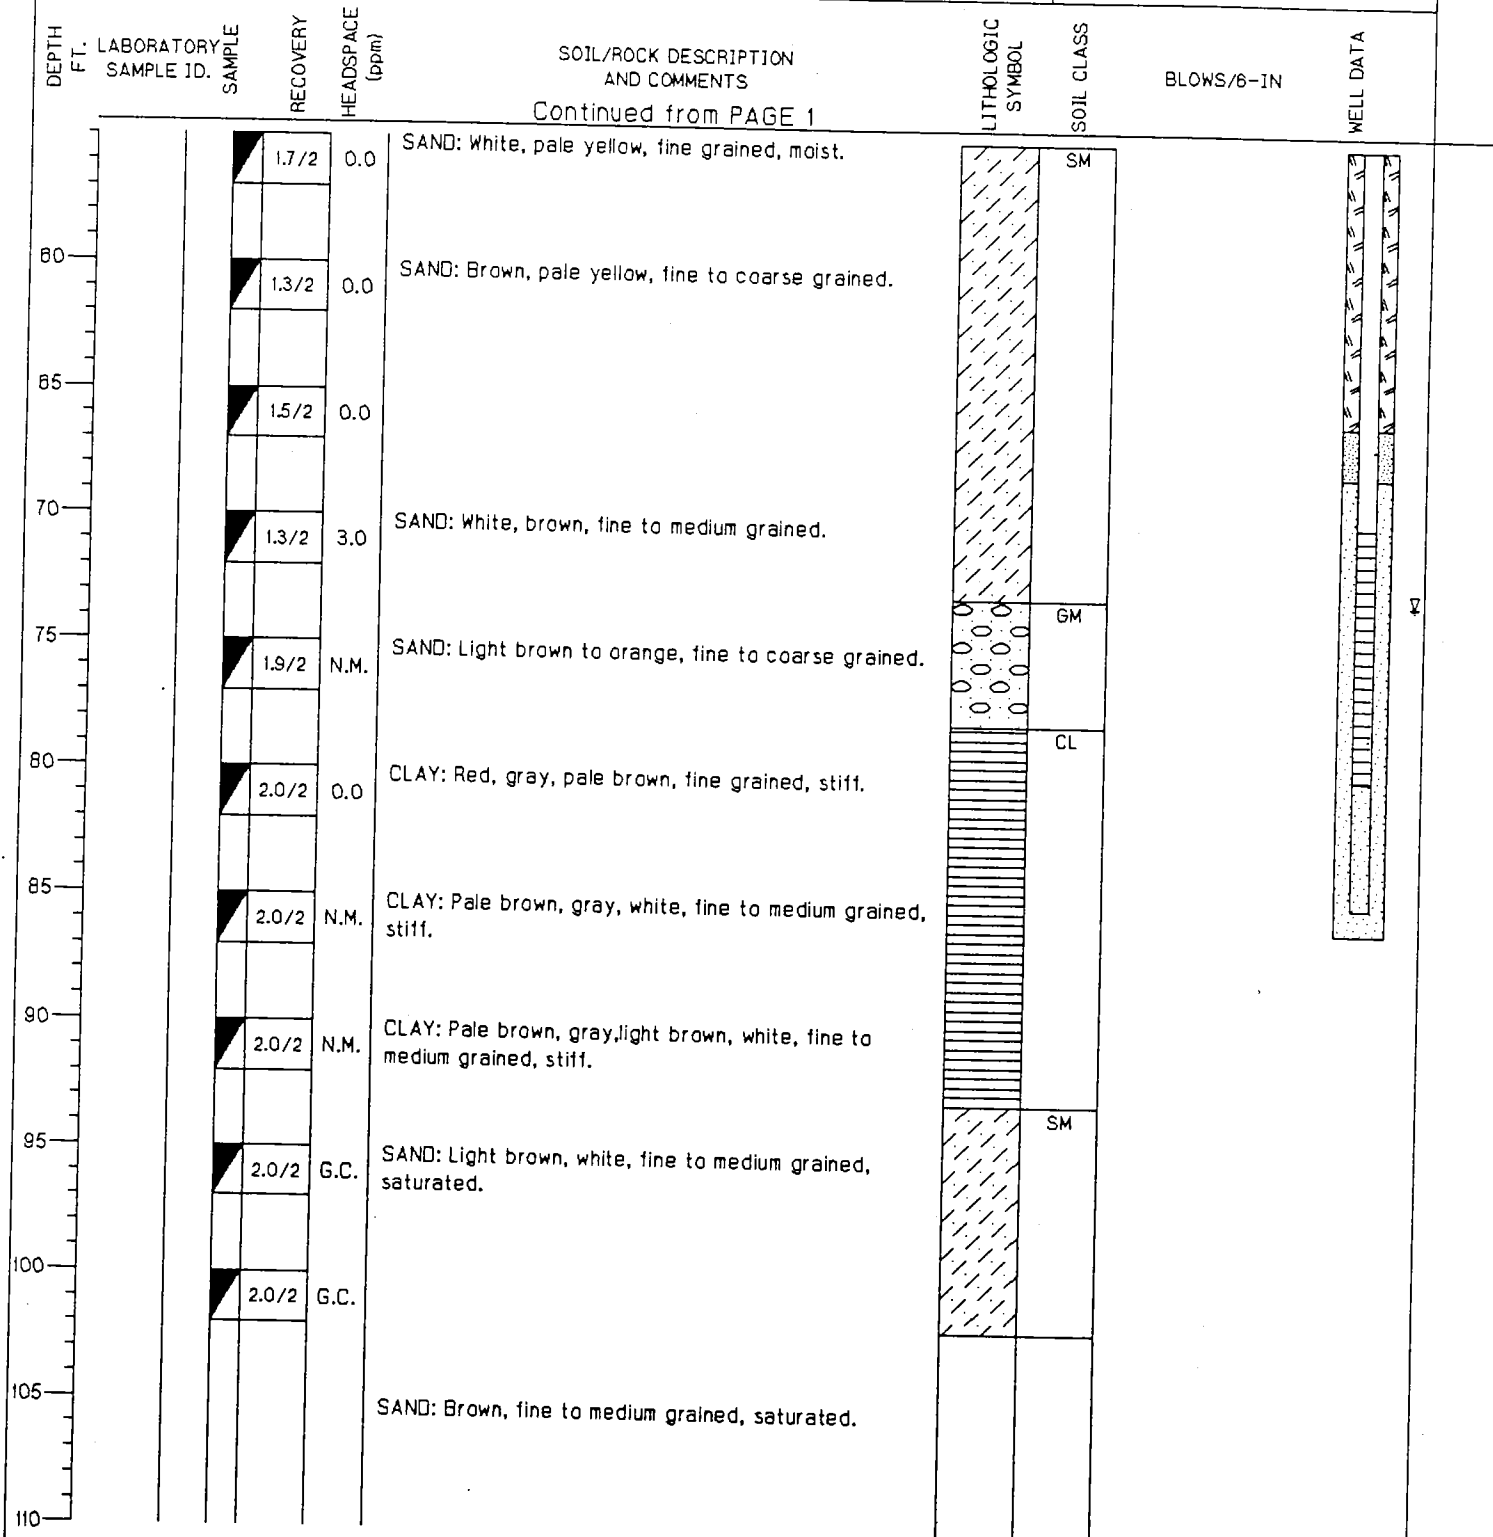 DEPTH
FT.
LABORATORY
SAMPLE ID.
SAMPLE
RECOVERY
HEADSPACE
(ppm)
SOIL/ROCK DESCRIPTION
AND COMMENTS
Continued from PAGE 1
LITHOLOGIC
SYMBOL
SOIL CLASS
BLOWS/6-IN
WELL DATA
1.7/2 0.0 SAND: White, pale yellow, fine grained, moist. SM
60 1.3/2 0.0 SAND: Brown, pale yellow, fine to coarse grained.
65 1.5/2 0.0
70 1.3/2 3.0 SAND: White, brown, fine to medium grained.
GM
75 1.9/2 N.M. SAND: Light brown to orange, fine to coarse grained.
CL
80 2.0/2 0.0 CLAY: Red, gray, pale brown, fine grained, stiff.
85 2.0/2 N.M. CLAY: Pale brown, gray, white, fine to medium grained,
stiff.
90 2.0/2 N.M. CLAY: Pale brown, gray,light brown, white, fine to
medium grained, stiff.
SM
95 2.0/2 G.C. SAND: Light brown, white, fine to medium grained,
saturated.
100 2.0/2 G.C.
105
SAND: Brown, fine to medium grained, saturated.
110